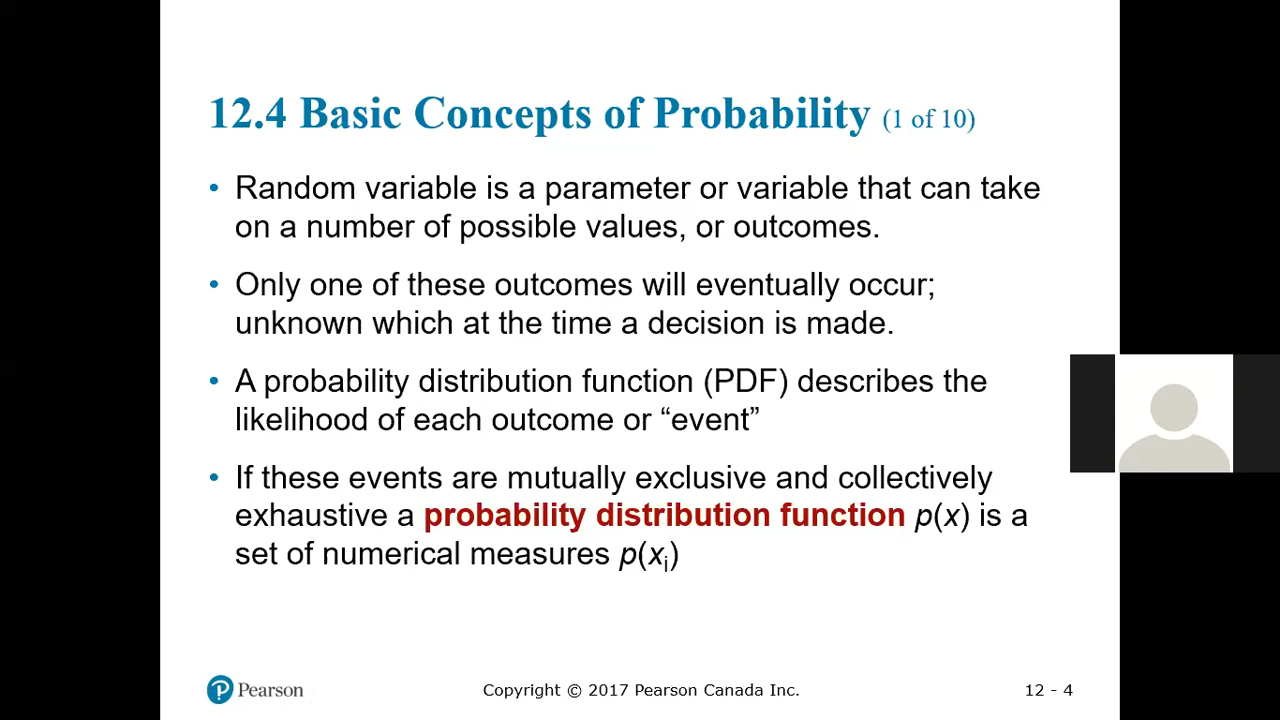 12.4 Basic Concepts of Probability (1 of 10)
• Random variable is a parameter or variable that can take
on a number of possible values, or outcomes.
• Only one of these outcomes will eventually occur;
unknown which at the time a decision is made.
• A probability distribution function (PDF) describes the
likelihood of each outcome or “event”
• If these events are mutually exclusive and collectively
exhaustive a probability distribution function p(x) is a
set of numerical measures p(xi)
Pearson
Copyright © 2017 Pearson Canada Inc.
12 - 4